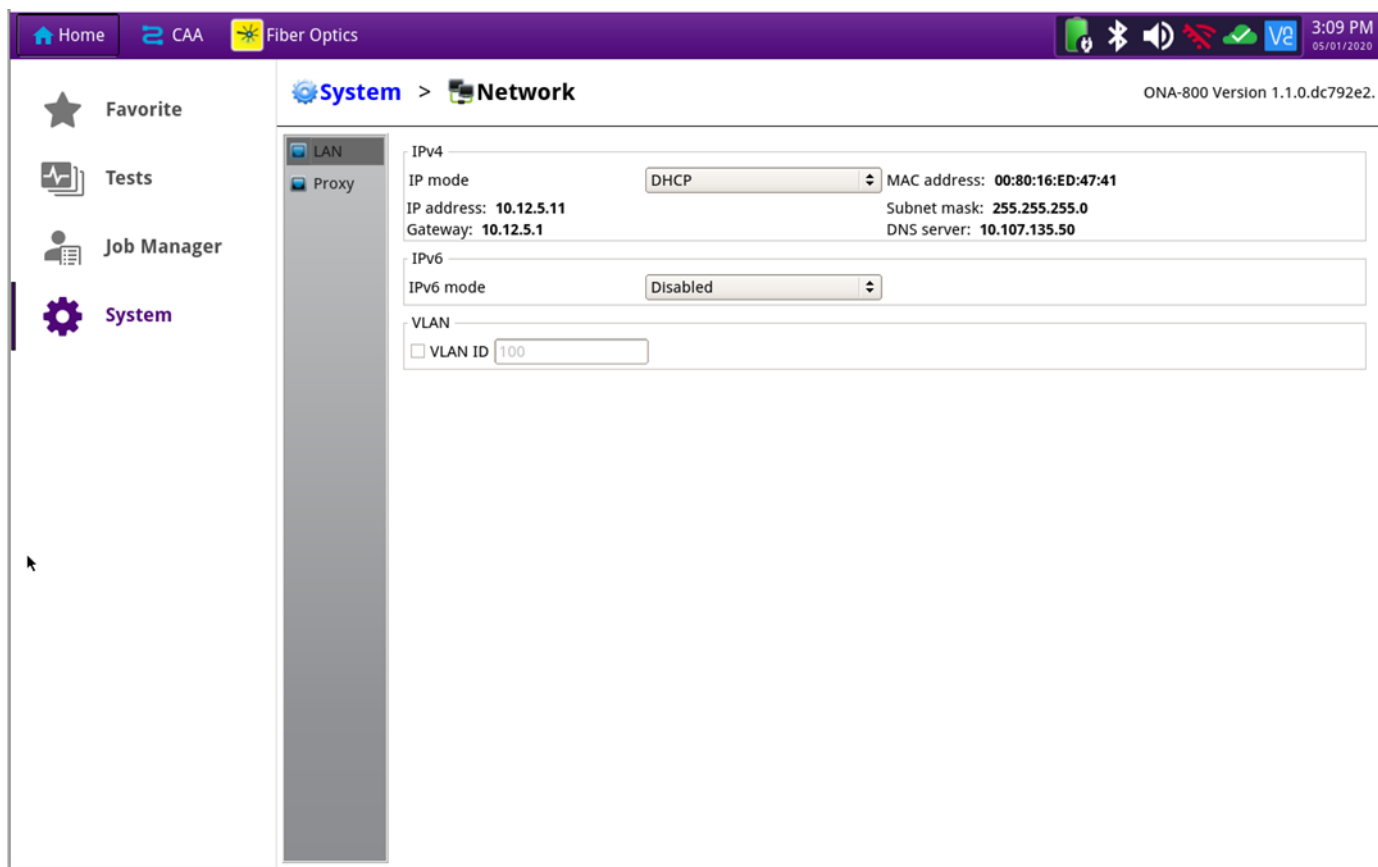 Home CAA Fiber Optics 3:09 PM
05/01/2020
Favorite
Tests
Job Manager
System
System > Network ONA-800 Version 1.1.0.dc792e2.
LAN
Proxy
IPv4
IP mode DHCP MAC address: 00:80:16:ED:47:41
IP address: 10.12.5.11 Subnet mask: 255.255.255.0
Gateway: 10.12.5.1 DNS server: 10.107.135.50
IPv6
IPv6 mode Disabled
VLAN
VLAN ID 100